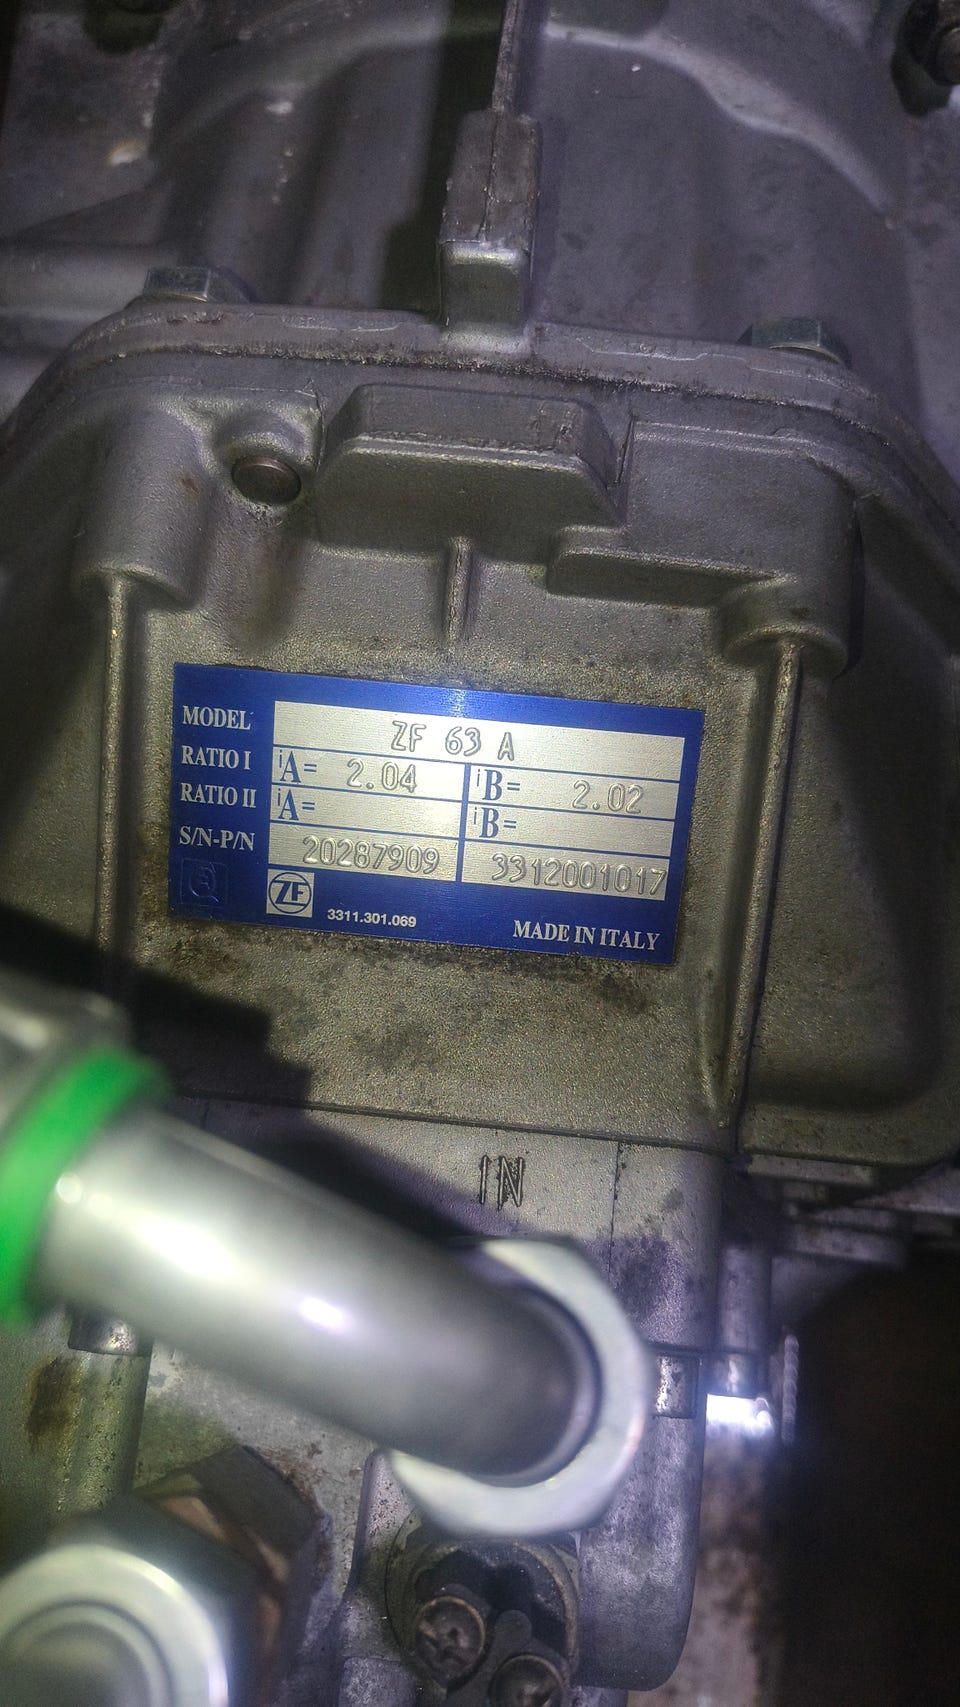 MODEL ZF 63 A
RATIO I iA= 2.04 iB= 2.02
RATIO II iA= iB=
S/N-P/N 20287909 3312001017
ZF 3311.301.069 MADE IN ITALY
IN